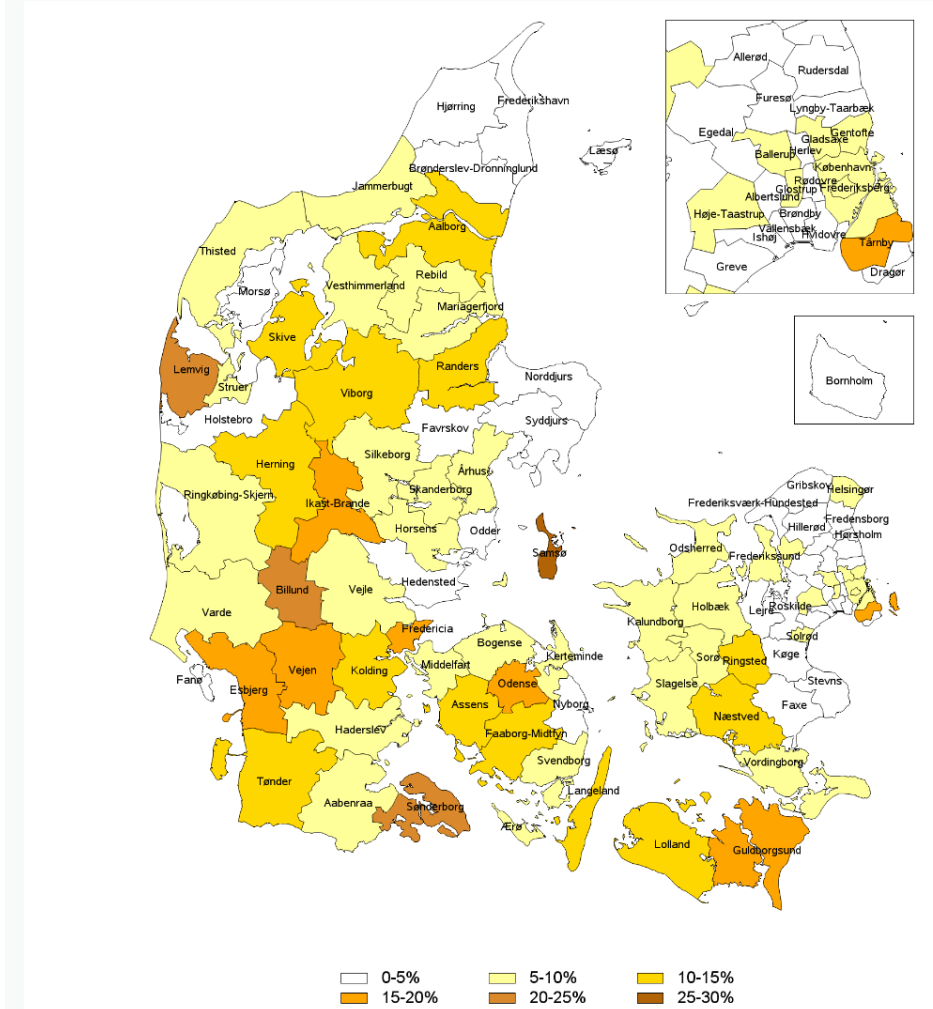 Allerød
Rudersdal
Hjørring
Frederikshavn
Furesø
Lyngby-Taarbæk
Egedal
Gladsaxe
Gentofte
Herlev
Ballerup
Læsø
Brønderslev-Dronninglund
København
Jammerbugt
Rødovre
Glostrup
Frederiksberg
Albertslund
Høje-Taastrup
Brøndby
Vallensbæk
Hvidovre
Ishøj
Tårnby
Greve
Dragør
Aalborg
Thisted
Rebild
Vesthimmerland
Morsø
Mariagerfjord
Skive
Lemvig
Struer
Randers
Norddjurs
Bornholm
Viborg
Holstebro
Favrskov
Syddjurs
Silkeborg
Herning
Århus
Skanderborg
Ringkøbing-Skjern
Ikast-Brande
Horsens
Odder
Gribskov
Helsingør
Frederiksværk-Hundested
Hillerød
Fredensborg
Hørsholm
Samsø
Odsherred
Frederikssund
Hedensted
Billund
Vejle
Varde
Holbæk
Lejre
Roskilde
Kalundborg
Fredericia
Bogense
Solrød
Køge
Middelfart
Kerteminde
Sorø
Ringsted
Vejen
Kolding
Fanø
Esbjerg
Odense
Slagelse
Stevns
Assens
Nyborg
Faxe
Næstved
Haderslev
Faaborg-Midtfyn
Svendborg
Vordingborg
Tønder
Langeland
Aabenraa
Sønderborg
Ærø
Lolland
Guldborgsund
0-5%
5-10%
10-15%
15-20%
20-25%
25-30%